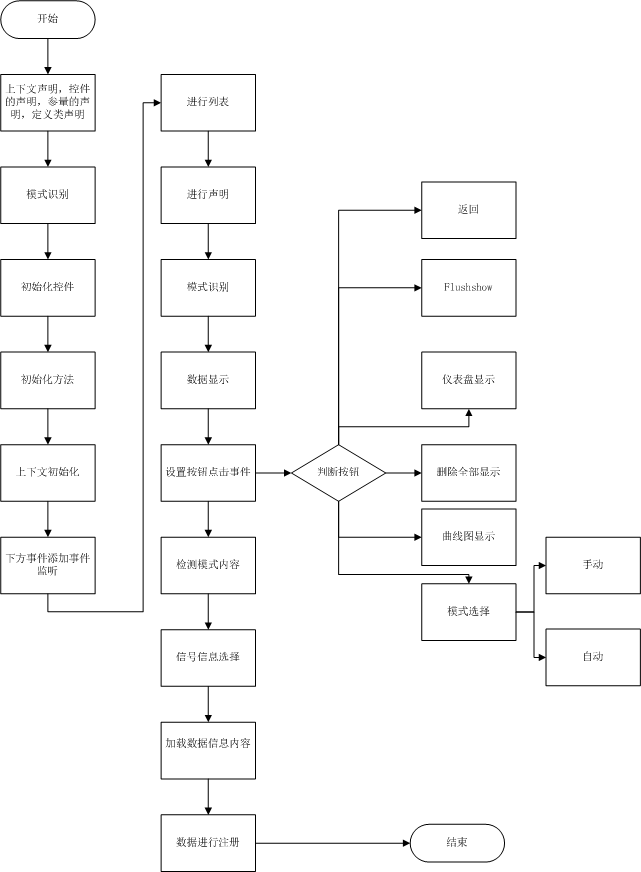 开始
上下文声明，控件
的声明，参量的声
明，定义类声明
模式识别
初始化控件
初始化方法
上下文初始化
下方事件添加事件
监听
进行列表
进行声明
模式识别
数据显示
设置按钮点击事件
检测模式内容
信号信息选择
加载数据信息内容
数据进行注册
判断按钮
返回
Flushshow
仪表盘显示
删除全部显示
曲线图显示
模式选择
手动
自动
结束